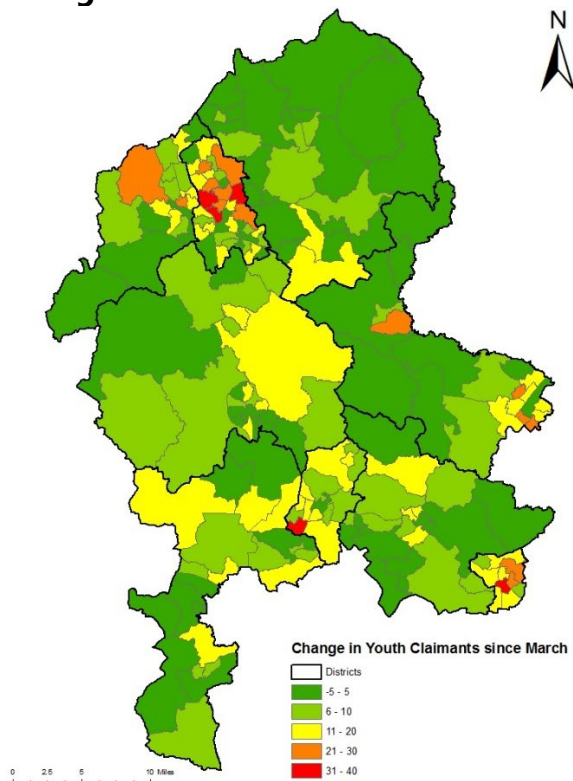 N
Change in Youth Claimants since March
Districts
-5 - 5
6 - 10
11 - 20
21 - 30
31 - 40
0 2.5 5 10 Miles